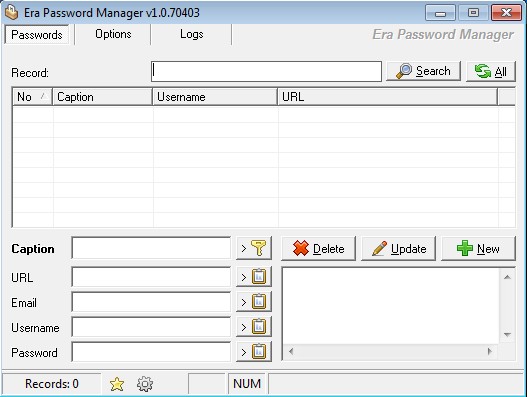 Era Password Manager v1.0.70403
Passwords Options Logs Era Password Manager
Record: Search All
No Caption Username URL
Caption > Delete Update New
URL >
Email >
Username >
Password >
Records: 0 NUM